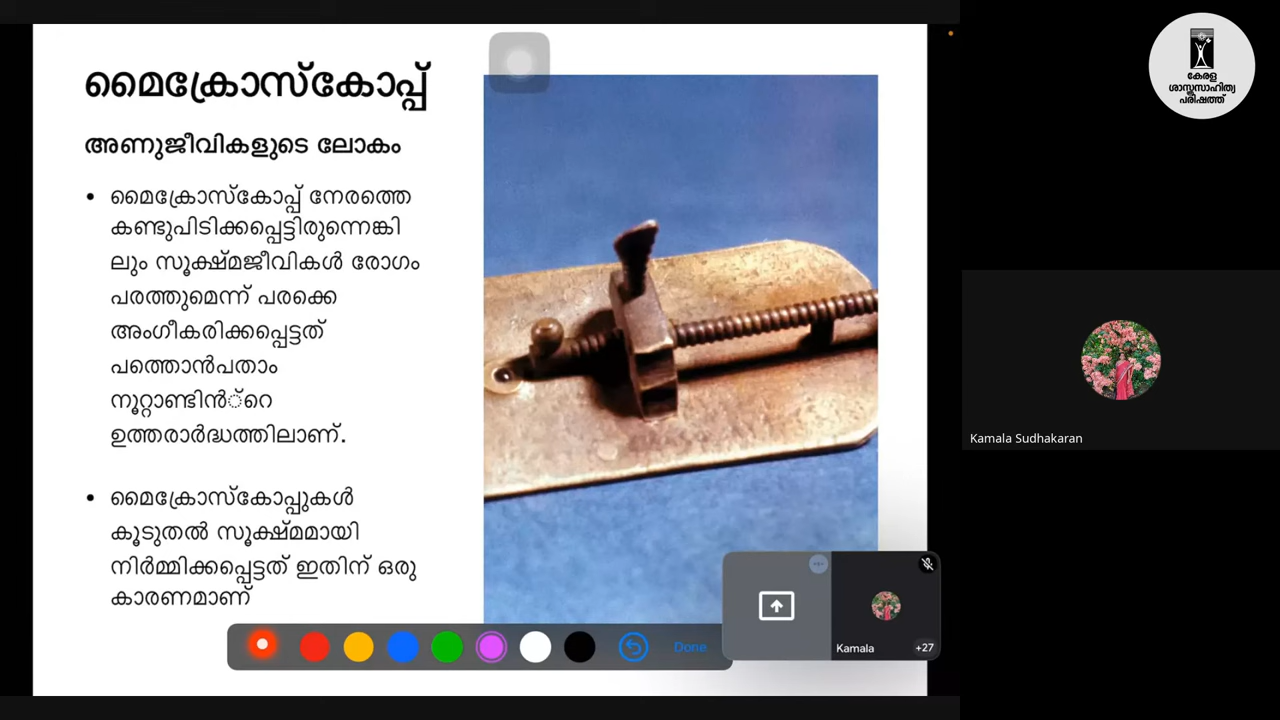 മൈക്രോസ്കോപ്പ്
അണുജീവികളുടെ ലോകം
• മൈക്രോസ്കോപ്പ് നേരത്തെ
കണ്ടുപിടിക്കപ്പെട്ടിരുന്നെങ്കി
ലും സൂക്ഷ്മജീവികൾ രോഗം
പരത്തുമെന്ന് പരക്കെ
അംഗീകരിക്കപ്പെട്ടത്
പത്തൊൻപതാം
നൂറ്റാണ്ടിൻ്റെ
ഉത്തരാർദ്ധത്തിലാണ്.
• മൈക്രോസ്കോപ്പുകൾ
കൂടുതൽ സൂക്ഷ്മമായി
നിർമ്മിക്കപ്പെട്ടത് ഇതിന് ഒരു
കാരണമാണ്
Done
Kamala
+27
കേരള
ശാസ്ത്രസാഹിത്യ
പരിഷത്ത്
Kamala Sudhakaran